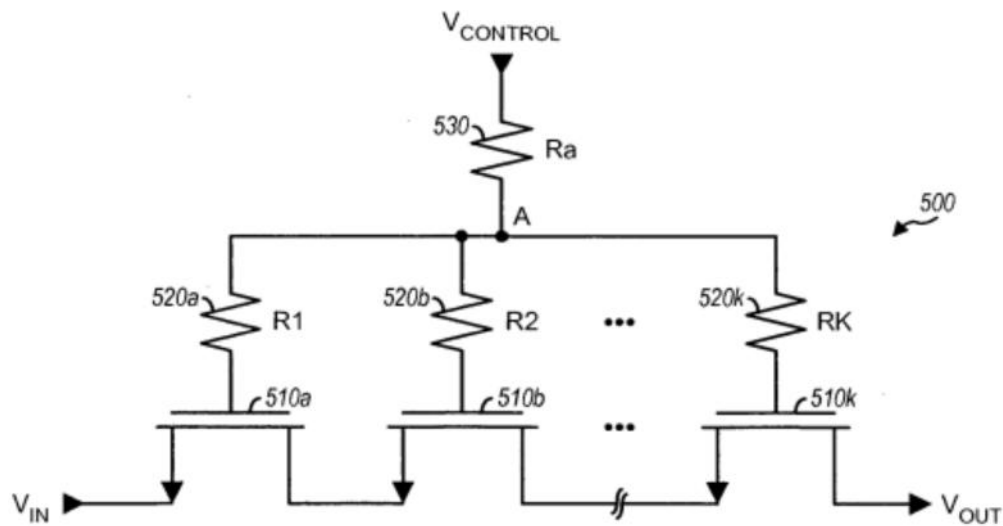 VCONTROL
530
Ra
A
500
520a
R1
520b
R2
...
520k
RK
510a
510b
...
510k
VIN
VOUT